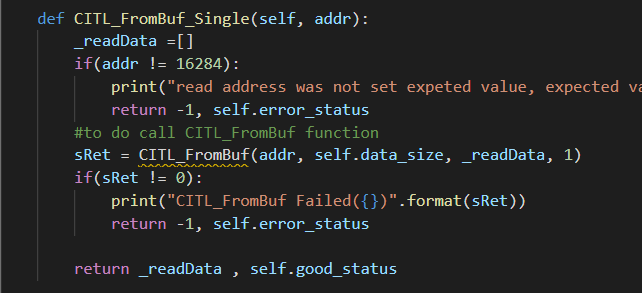 def CITL_FromBuf_Single(self, addr):
_readData =[]
if(addr != 16284):
print("read address was not set expeted value, expected
return -1, self.error_status
#to do call CITL_FromBuf function
sRet = CITL_FromBuf(addr, self.data_size, _readData, 1)
if(sRet != 0):
print("CITL_FromBuf Failed({})".format(sRet))
return -1, self.error_status
return _readData , self.good_status